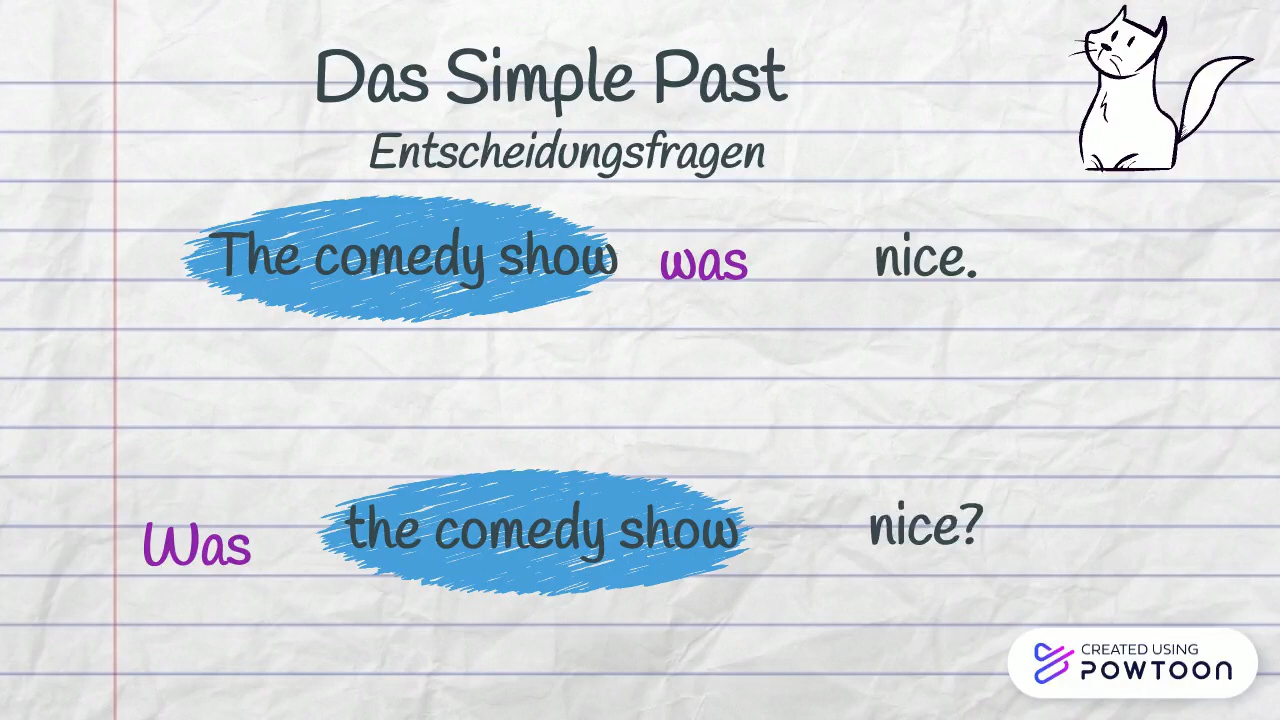 Das Simple Past
Entscheidungsfragen
The comedy show was nice.
Was the comedy show nice?
CREATED USING
POWTOON